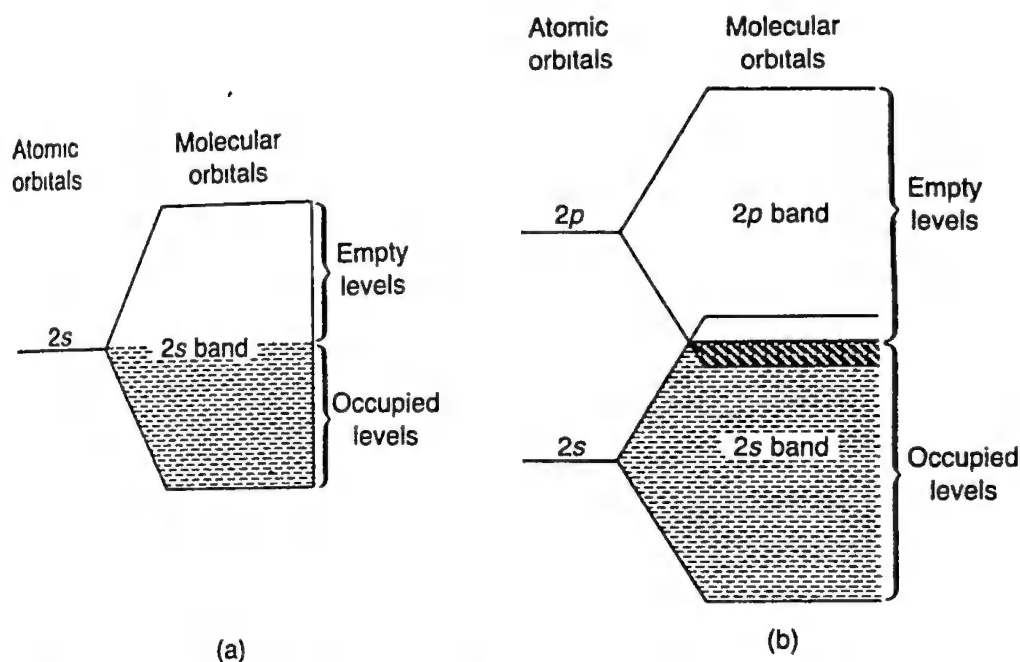 Atomic
orbitals
Molecular
orbitals
2s
2s band
Empty
levels
Occupied
levels
(a)
Atomic
orbitals
Molecular
orbitals
2p
2p band
Empty
levels
2s
2s band
Occupied
levels
(b)